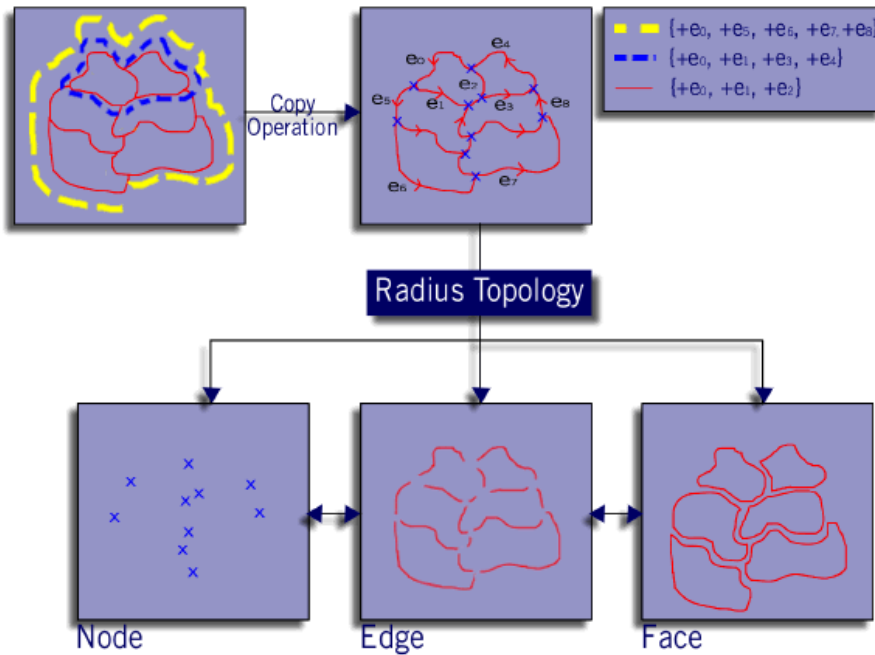 {+e₀, +e₅, +e₆, +e₇, +e₈}
{+e₀, +e₁, +e₃, +e₄}
{+e₀, +e₁, +e₂}
Copy
Operation
e₀
e₄
e₅
e₂
e₁
e₃
e₈
e₆
e₇
Radius Topology
Node
Edge
Face